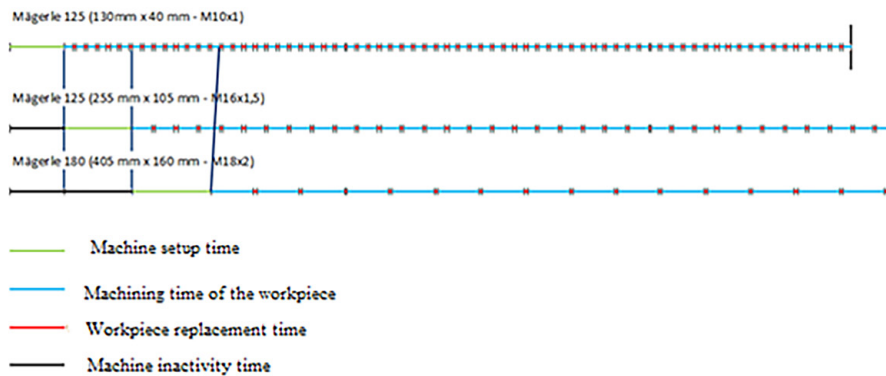 Mägerle 125 (130mm x 40 mm - M10x1)
Mägerle 125 (255 mm x 105 mm - M16x1,5)
Mägerle 180 (405 mm x 160 mm - M18x2)
Machine setup time
Machining time of the workpiece
Workpiece replacement time
Machine inactivity time